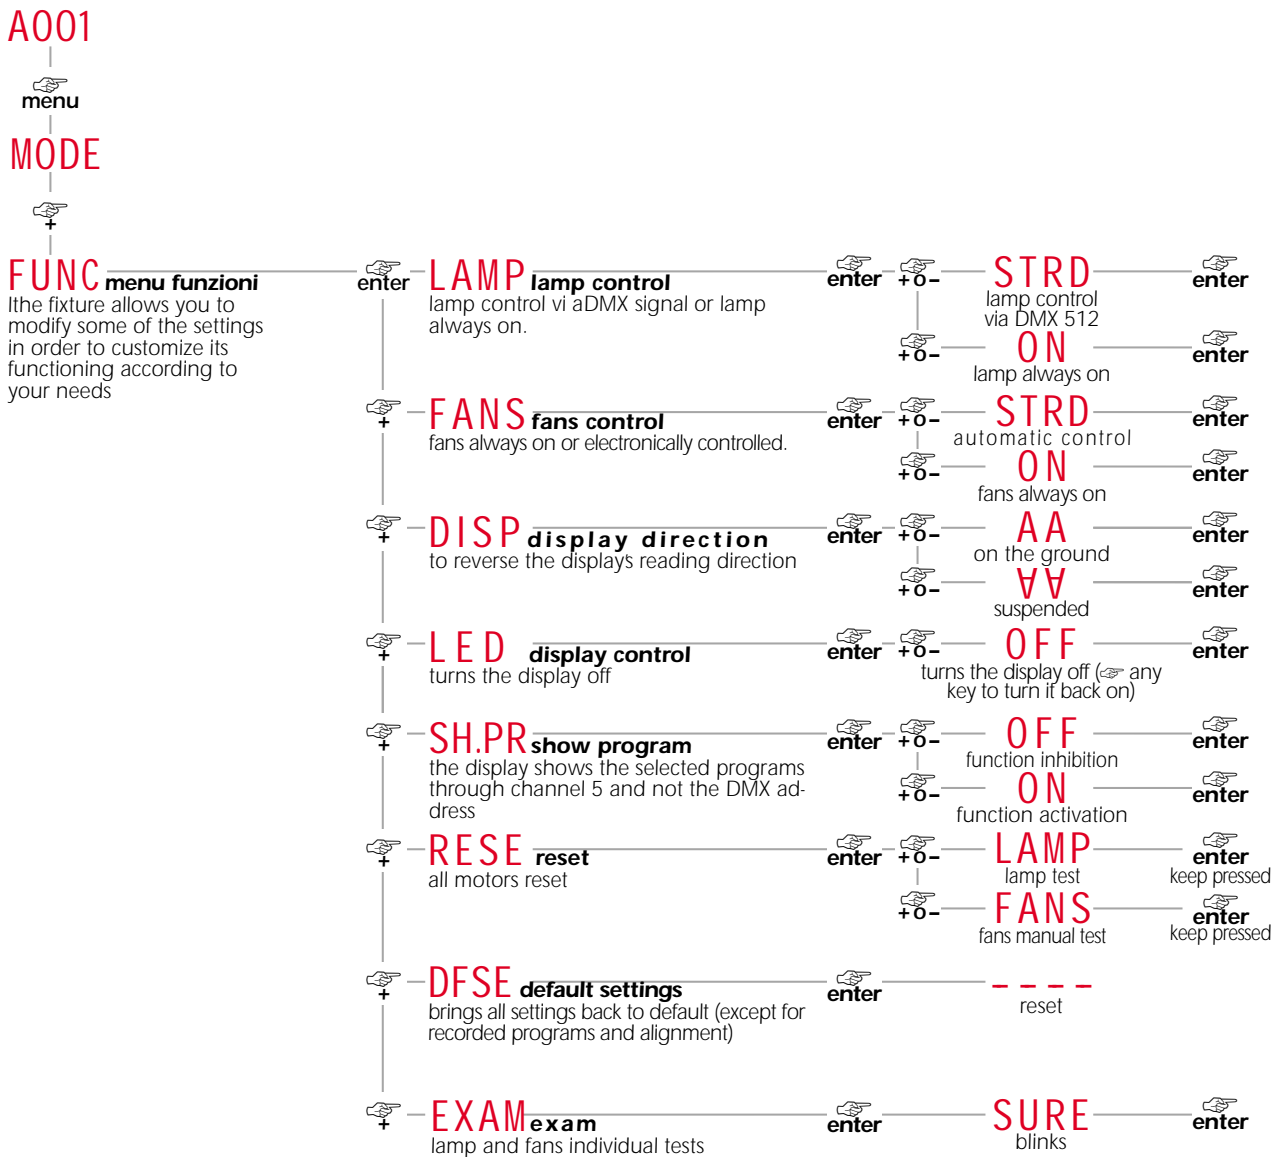 A001
menu
MODE
+
FUNC menu funzioni
Ithe fixture allows you to
modify some of the settings
in order to customize its
functioning according to
your needs
enter
LAMP lamp control
lamp control vi aDMX signal or lamp
always on.
enter
+o-
STRD
lamp control
via DMX 512
enter
+o-
ON
lamp always on
enter
+
FANS fans control
fans always on or electronically controlled.
enter
+o-
STRD
automatic control
enter
+o-
ON
fans always on
enter
+
DISP display direction
to reverse the displays reading direction
enter
+o-
AA
on the ground
enter
+o-
AA
suspended
enter
+
LED display control
turns the display off
enter
+o-
OFF
turns the display off (☞ any
key to turn it back on)
enter
+
SH.PR show program
the display shows the selected programs
through channel 5 and not the DMX ad-
dress
enter
+o-
OFF
function inhibition
enter
+o-
ON
function activation
enter
+
RESE reset
all motors reset
enter
+o-
LAMP
lamp test
enter
keep pressed
+o-
FANS
fans manual test
enter
keep pressed
+
DFSE default settings
brings all settings back to default (except for
recorded programs and alignment)
enter
_ _ _ _
reset
+
EXAM exam
lamp and fans individual tests
enter
SURE
blinks
enter